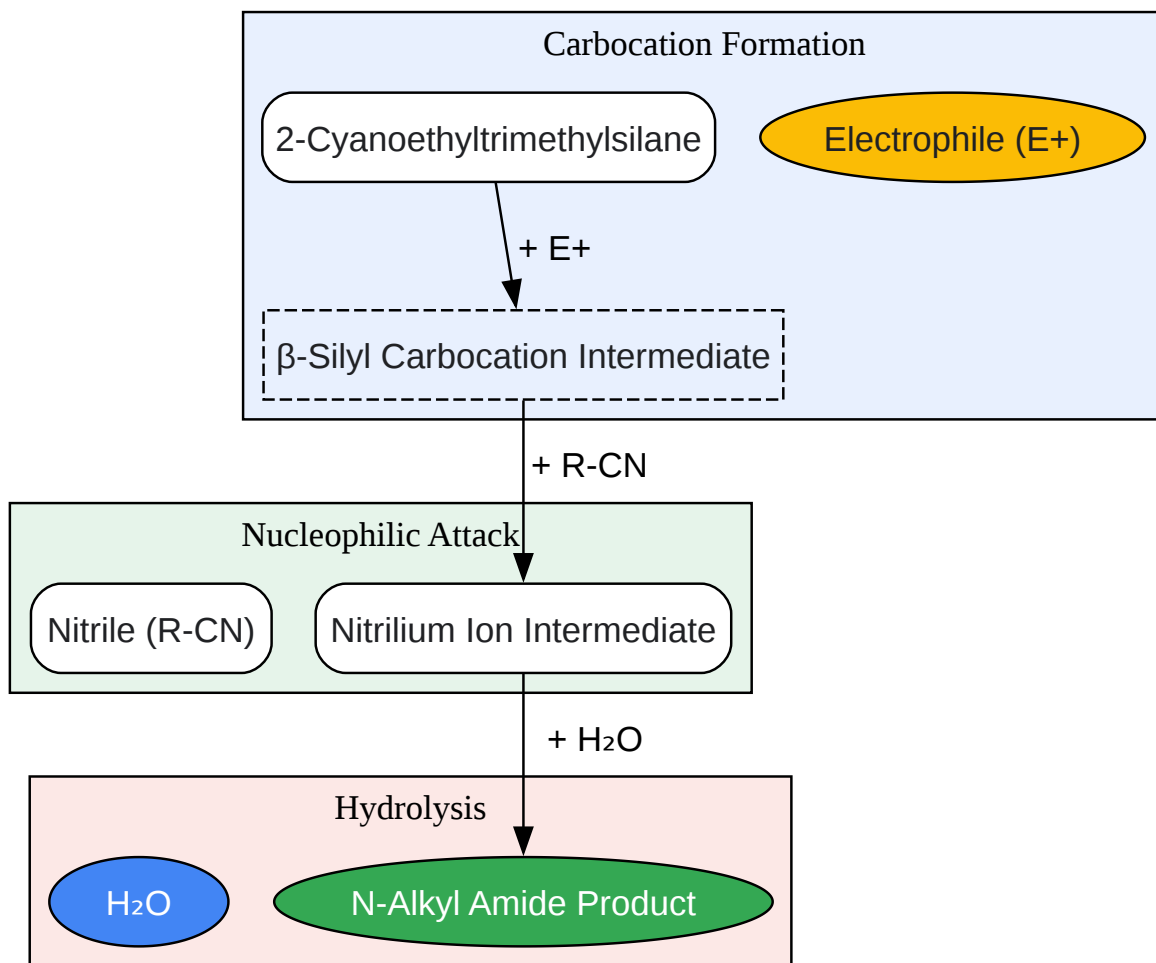 Carbocation Formation
2-Cyanoethyltrimethylsilane
Electrophile (E+)
+ E+
β-Silyl Carbocation Intermediate
+ R-CN
Nucleophilic Attack
Nitrile (R-CN)
Nitrilium Ion Intermediate
+ H₂O
Hydrolysis
H₂O
N-Alkyl Amide Product